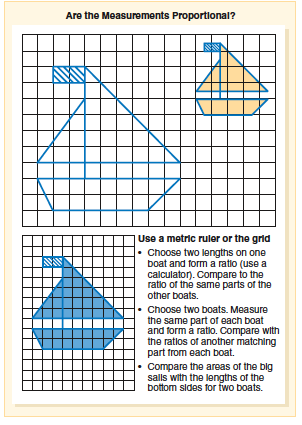 Are the Measurements Proportional?
Use a metric ruler or the grid
• Choose two lengths on one
boat and form a ratio (use a
calculator). Compare to the
ratio of the same parts of the
other boats.
• Choose two boats. Measure
the same part of each boat
and form a ratio. Compare with
the ratios of another matching
part from each boat.
• Compare the areas of the big
sails with the lengths of the
bottom sides for two boats.